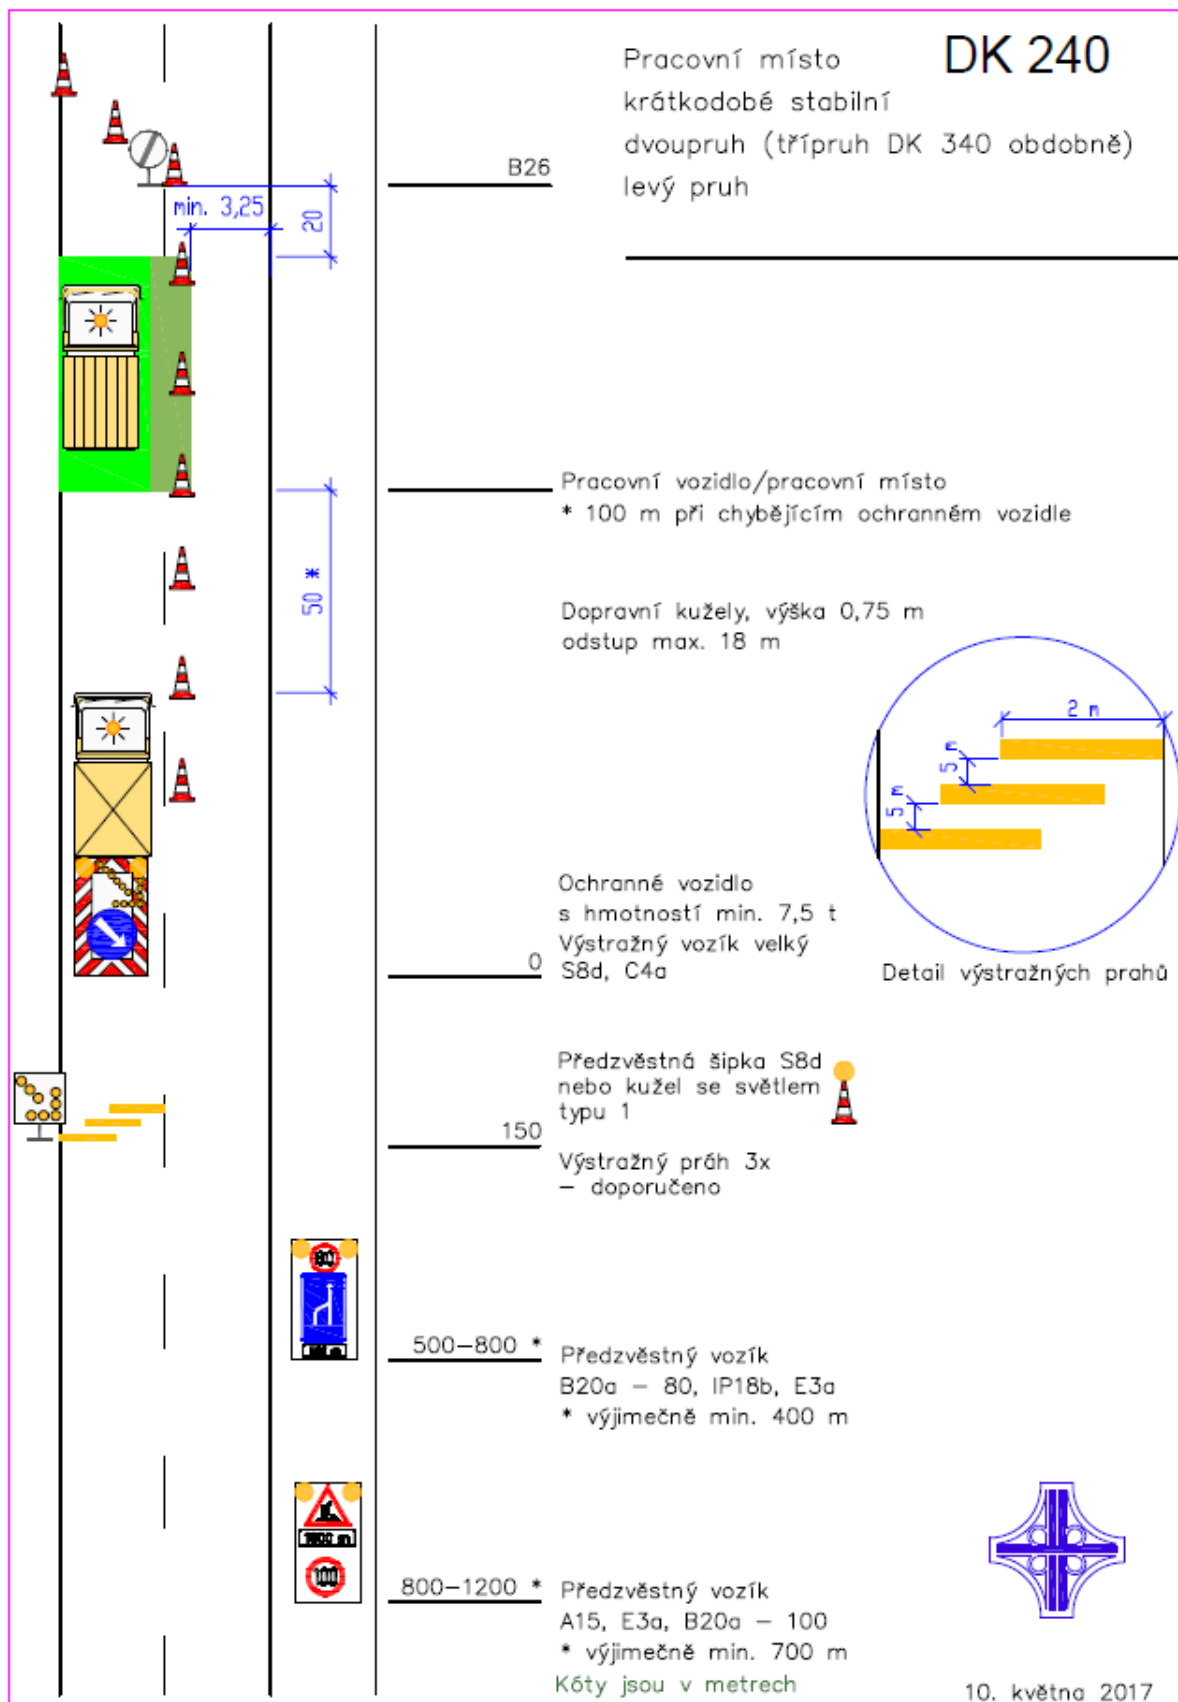 Pracovní místo DK 240
krátkodobé stabilní
dvoupruh (třípruh DK 340 obdobně)
levý pruh
B26
min. 3,25
20
Pracovní vozidlo/pracovní místo
* 100 m při chybějícím ochranném vozidle
50 *
Dopravní kužely, výška 0,75 m
odstup max. 18 m
2 m
5 m
5 m
Detail výstražných prahů
Ochranné vozidlo
s hmotností min. 7,5 t
Výstražný vozík velký
0 S8d, C4a
Předzvěstná šipka S8d
nebo kužel se světlem
typu 1
150
Výstražný práh 3x
– doporučeno
80
500–800 * Předzvěstný vozík
B20a – 80, IP18b, E3a
* výjimečně min. 400 m
100
800–1200 * Předzvěstný vozík
A15, E3a, B20a – 100
* výjimečně min. 700 m
Kóty jsou v metrech
10. května 2017